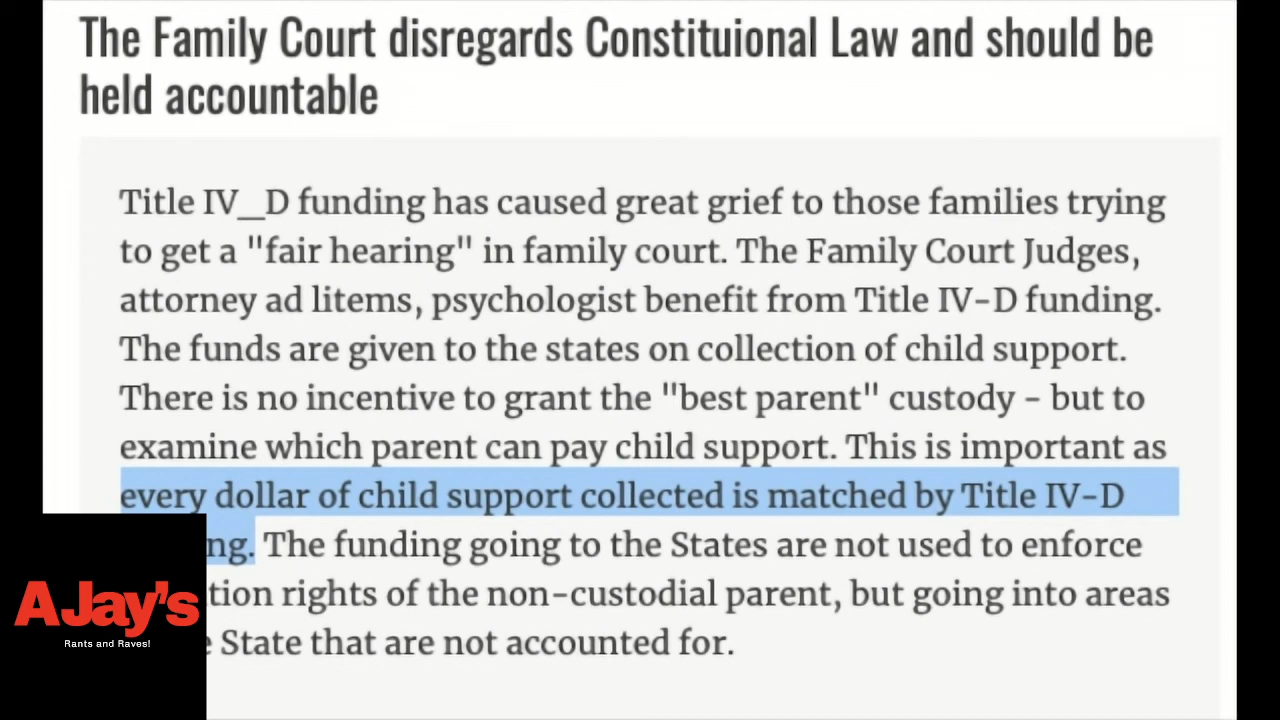 The Family Court disregards Constituional Law and should be
held accountable
Title IV_D funding has caused great grief to those families trying
to get a "fair hearing" in family court. The Family Court Judges,
attorney ad litems, psychologist benefit from Title IV-D funding.
The funds are given to the states on collection of child support.
There is no incentive to grant the "best parent" custody - but to
examine which parent can pay child support. This is important as
every dollar of child support collected is matched by Title IV-D
ng. The funding going to the States are not used to enforce
tion rights of the non-custodial parent, but going into areas
e State that are not accounted for.
AJay's
Rants and Raves!